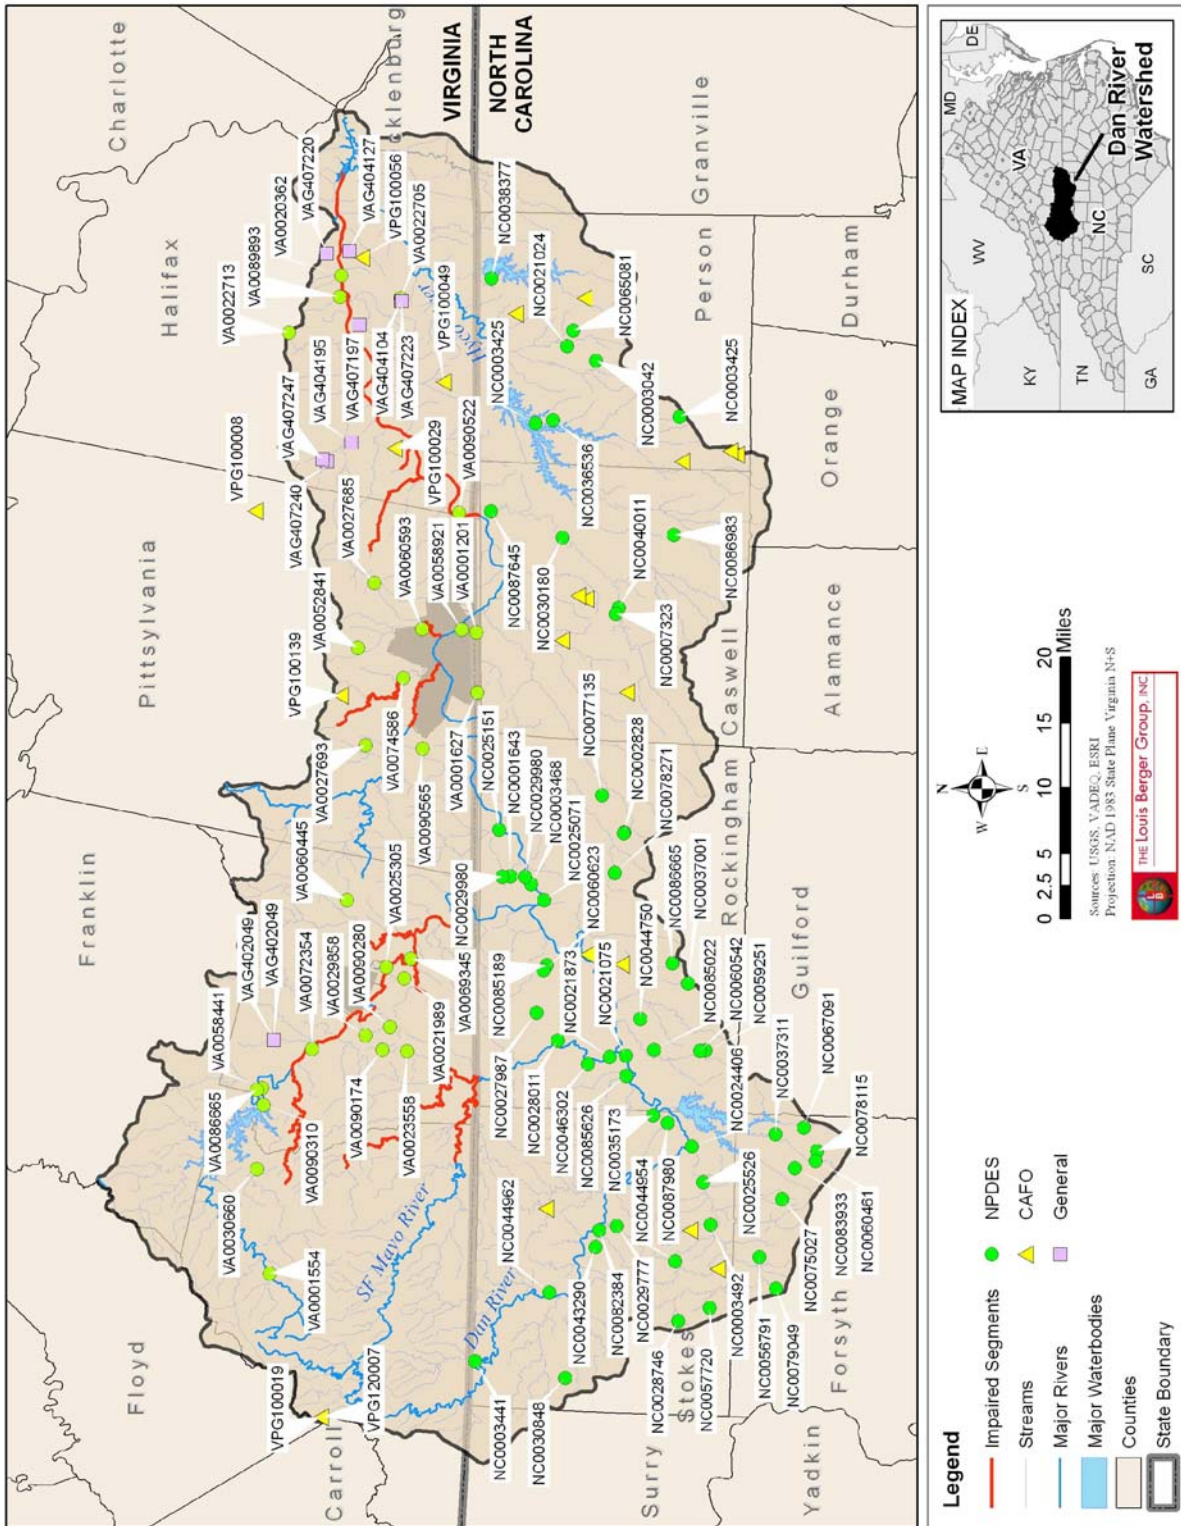 Floyd
Franklin
Pittsylvania
Halifax
Charlotte
Carroll
cklenburg
VIRGINIA
NORTH
CAROLINA
Surry
Stokes
Yadkin
Forsyth
Guilford
Rockingham
Caswell
Alamance
Orange
Durham
Person
Granville
SF Mayo River
Dan River
Hyco
VPG100019
VPG120007
VA0001554
VA0030660
VA0086665
VA0058441
VA0090310
VAG402049
VAG402049
VA0072354
VA0029858
VA0090280
VA0090174
VA0023558
VA0021989
VA0069345
VA0025305
VA0060445
VA0027693
VA0090565
VA0074586
VA0001627
VPG100139
VA0052841
VA0027685
VA0060593
VA0058921
VA0001201
VA0090522
VPG100029
VPG100008
VAG407240
VAG407247
VAG404195
VAG407197
VAG404104
VAG407223
VPG100049
VA0022713
VA0089893
VA0020362
VAG407220
VAG404127
VPG100056
VA0022705
NC0003441
NC0030848
NC0044962
NC0043290
NC0082384
NC0029777
NC0028746
NC0057720
NC0003492
NC0056791
NC0079049
NC0075027
NC0083933
NC0060461
NC0078115
NC0067091
NC0037311
NC0025526
NC0087980
NC0044954
NC0035173
NC0024406
NC0085626
NC0046302
NC0028011
NC0027987
NC0085189
NC0021873
NC0021075
NC0044750
NC0059251
NC0060542
NC0085022
NC0037001
NC0086665
NC0029980
NC0060623
NC0025071
NC0003468
NC0029980
NC0001643
NC0025151
NC0077135
NC0002828
NC0078271
NC0007323
NC0040011
NC0030180
NC0087645
NC0086983
NC0036536
NC0003425
NC0003425
NC0003042
NC0065081
NC0021024
NC0038377
Legend
Impaired Segments
Streams
Major Rivers
Major Waterbodies
Counties
State Boundary
NPDES
CAFO
General
N
W
E
S
0 2.5 5 10 15 20
Miles
Sources: USGS, VADEQ, ESRI
Projection: NAD 1983 State Plane Virginia N+S
THE Louis Berger Group, INC
MAP INDEX
KY
WV
MD
DE
VA
TN
NC
GA
SC
Dan River
Watershed